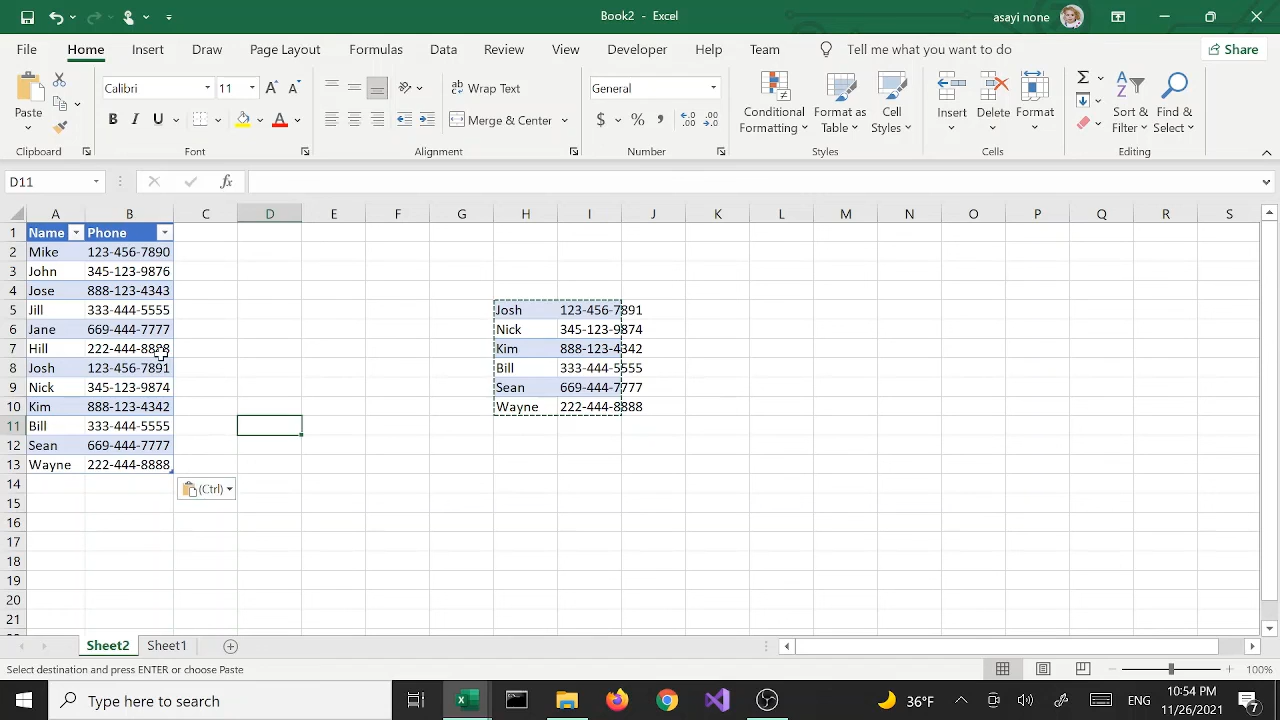 Book2 - Excel
asayi none
File Home Insert Draw Page Layout Formulas Data Review View Developer Help Team Tell me what you want to do Share
Paste
Clipboard
Calibri 11
B I U
Font
Wrap Text
Merge & Center
Alignment
General
$ % ,
Number
Conditional Formatting
Format as Table
Cell Styles
Styles
Insert
Delete
Format
Cells
Sort & Filter
Find & Select
Editing
D11
fx
A B C D E F G H I J K L M N O P Q R S
1 Name Phone
2 Mike 123-456-7890
3 John 345-123-9876
4 Jose 888-123-4343
5 Jill 333-444-5555 Josh 123-456-7891
6 Jane 669-444-7777 Nick 345-123-9874
7 Hill 222-444-8888 Kim 888-123-4342
8 Josh 123-456-7891 Bill 333-444-5555
9 Nick 345-123-9874 Sean 669-444-7777
10 Kim 888-123-4342 Wayne 222-444-8888
11 Bill 333-444-5555
12 Sean 669-444-7777
13 Wayne 222-444-8888
14
(Ctrl)
15
16
17
18
19
20
21
Sheet2 Sheet1
Select destination and press ENTER or choose Paste
100%
Type here to search
36°F
ENG
10:54 PM
11/26/2021
7